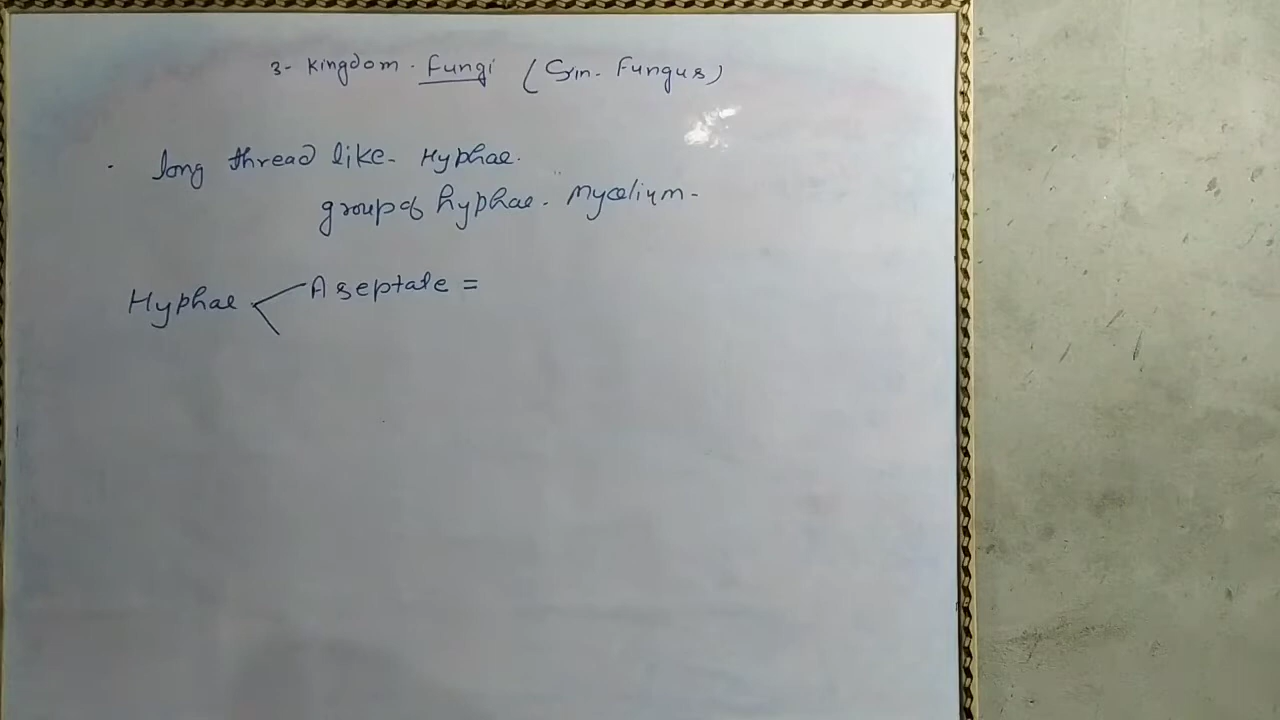 3- Kingdom - Fungi (Sin. Fungus)
· long thread like - Hyphae.
group of hyphae - Mycelium -
Hyphae < Aseptate =